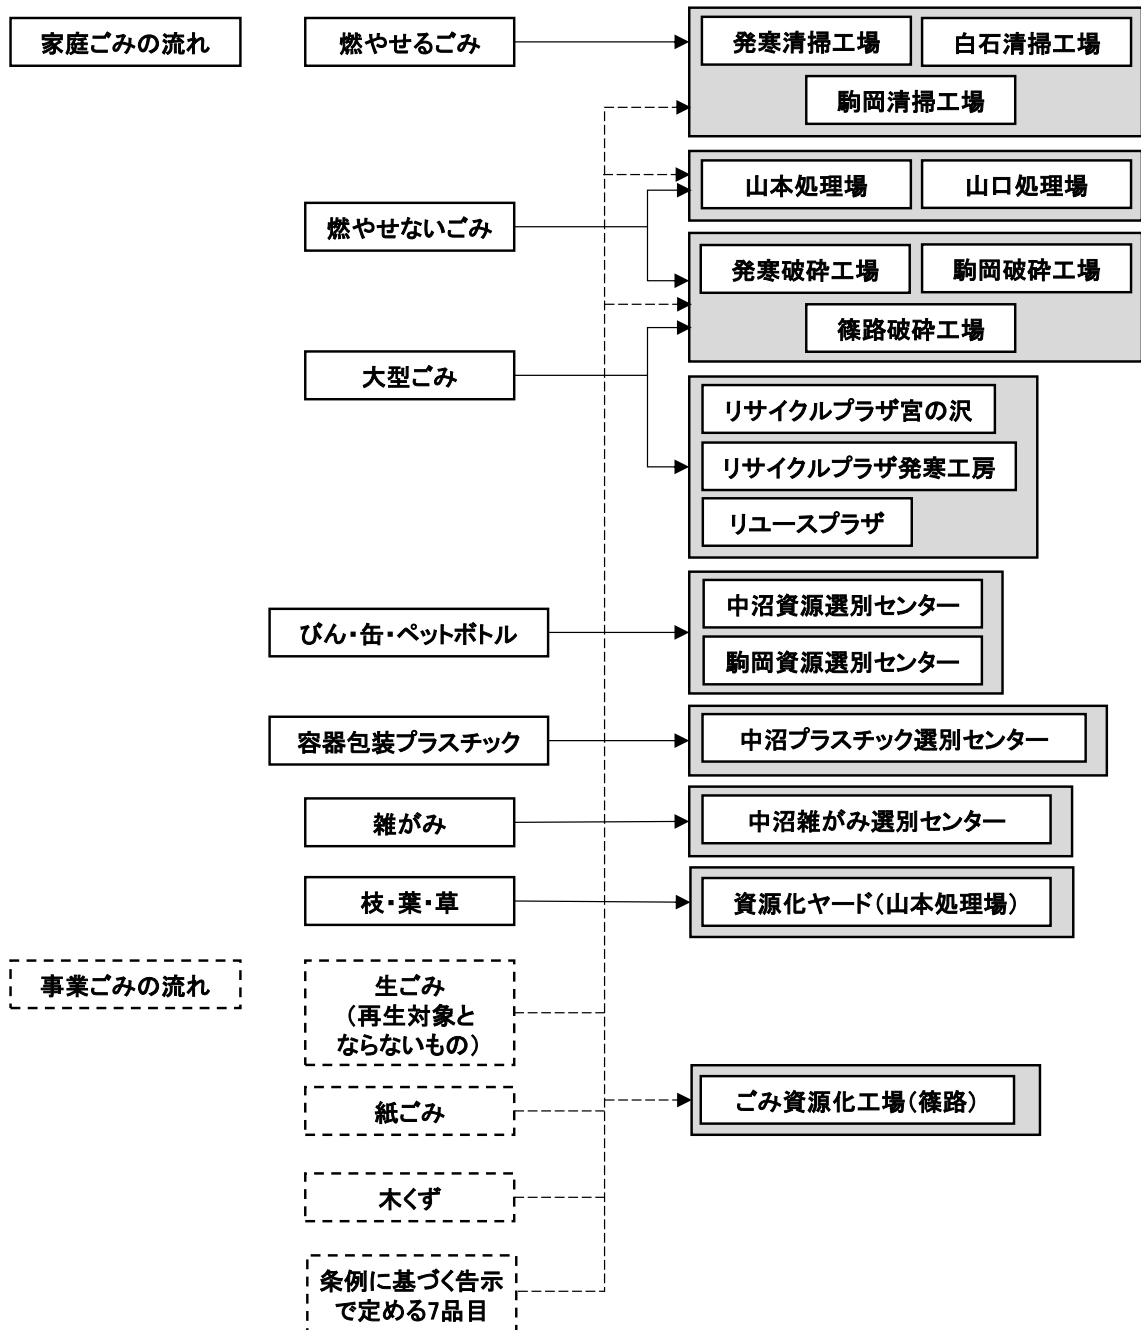 家庭ごみの流れ
燃やせるごみ
発寒清掃工場
白石清掃工場
駒岡清掃工場
燃やせないごみ
山本処理場
山口処理場
発寒破砕工場
駒岡破砕工場
篠路破砕工場
大型ごみ
リサイクルプラザ宮の沢
リサイクルプラザ発寒工房
リユースプラザ
びん・缶・ペットボトル
中沼資源選別センター
駒岡資源選別センター
容器包装プラスチック
中沼プラスチック選別センター
雑がみ
中沼雑がみ選別センター
枝・葉・草
資源化ヤード（山本処理場）
事業ごみの流れ
生ごみ
（再生対象と
ならないもの）
紙ごみ
ごみ資源化工場（篠路）
木くず
条例に基づく告示
で定める7品目